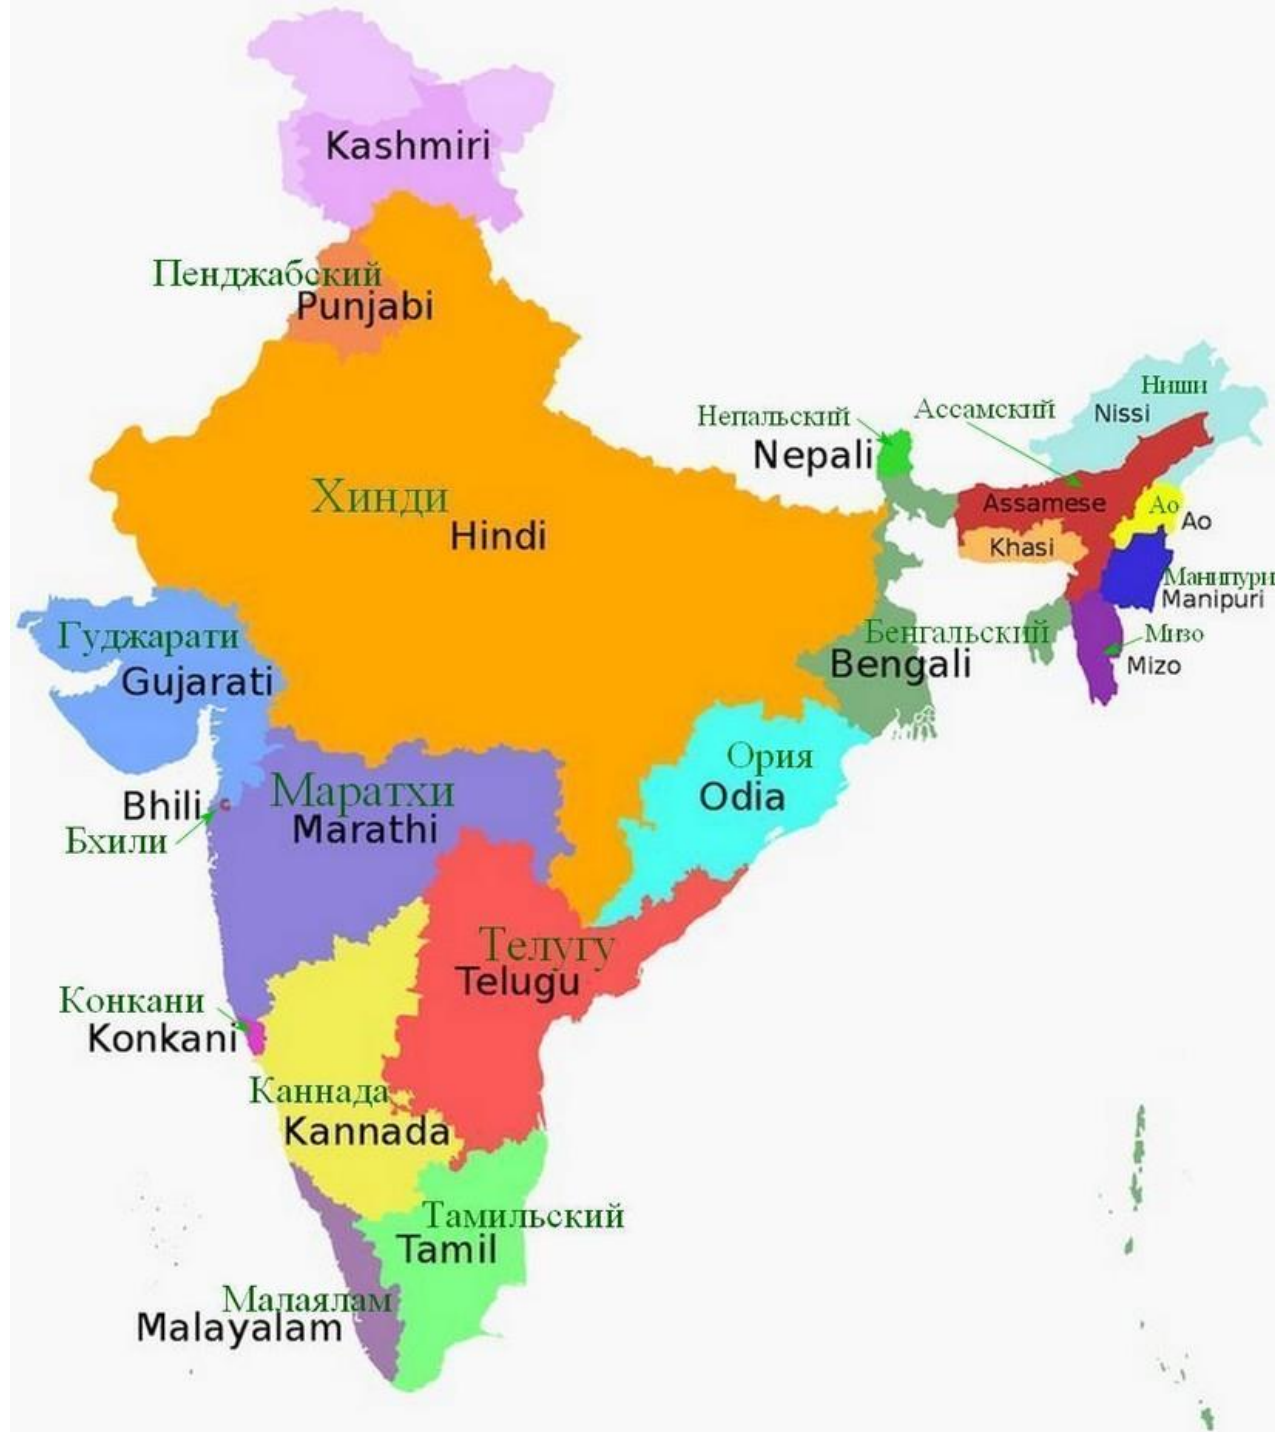 Kashmiri
Пенджабский
Punjabi
Ниши
Nissi
Ассамский
Непальский
Nepali
Хинди
Hindi
Assamese
Ао
Ao
Khasi
Манипури
Manipuri
Гуджарати
Gujarati
Бенгальский
Bengali
Мизо
Mizo
Ория
Odia
Маратхи
Marathi
Bhili
Бхили
Телугу
Telugu
Конкани
Konkani
Каннада
Kannada
Тамильский
Tamil
Малаялам
Malayalam